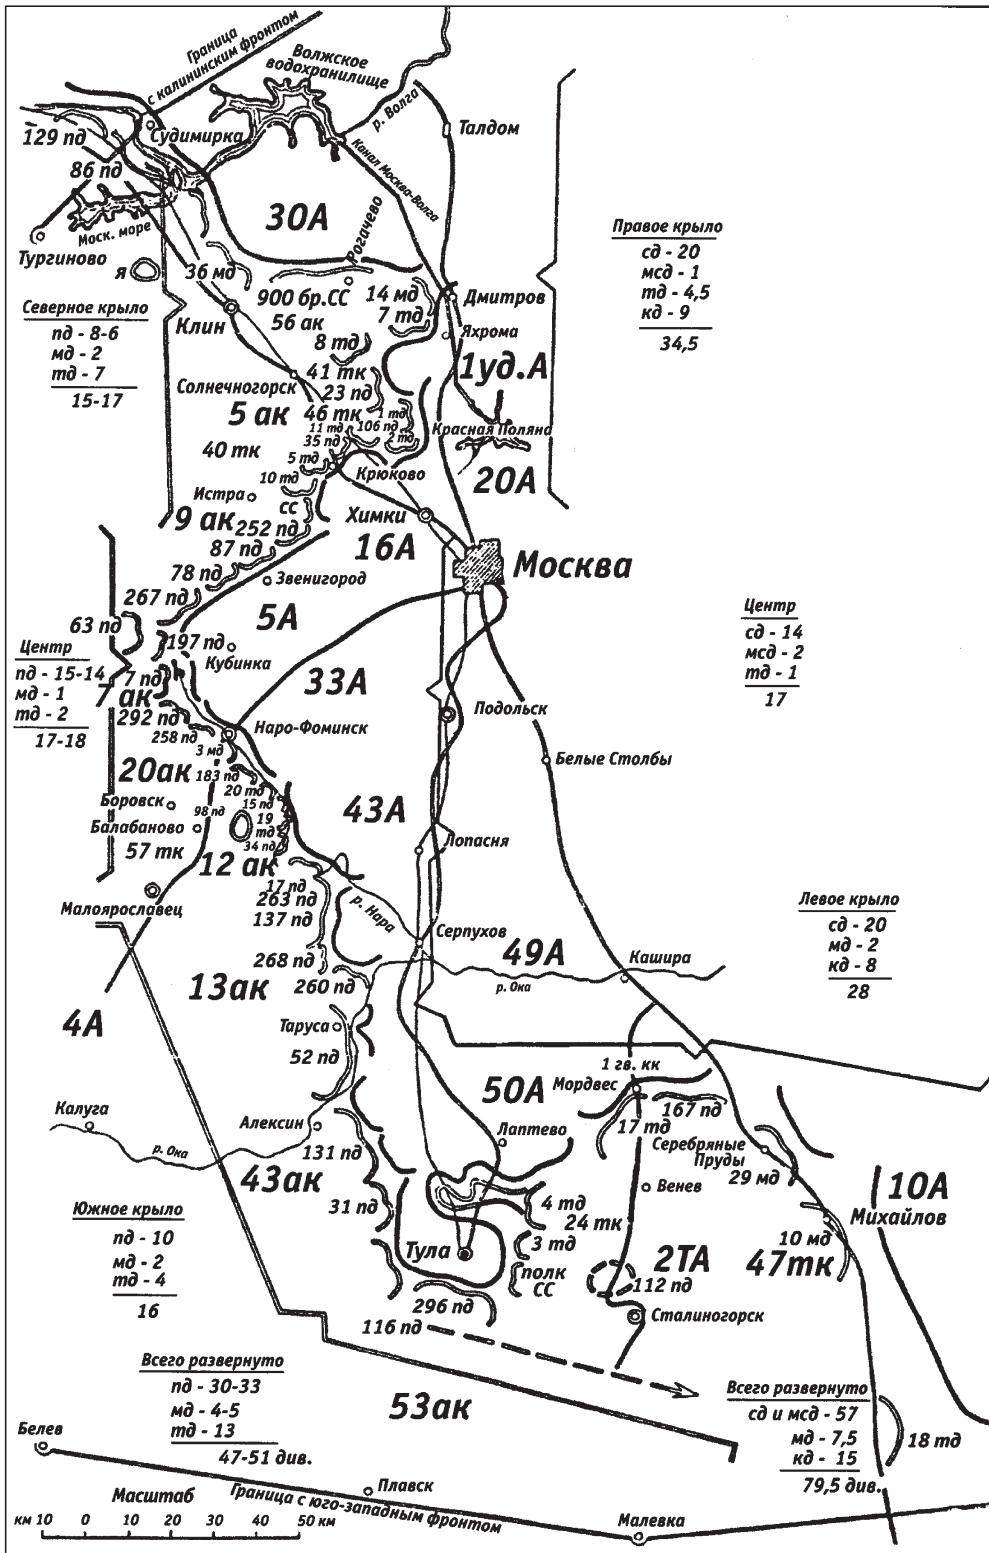 Граница
с калининским фронтом
Волжское
водохранилище
р. Волга
129 пд
Судимирка
Талдом
86 пд
Канал Москва-Волга
30А
Рогачево
Моск. море
Тургиново
Я
36 мд
Правое крыло
сд - 20
мсд - 1
тд - 4,5
кд - 9
34,5
900 бр.СС
14 мд
Дмитров
Северное крыло
пд - 8-6
мд - 2
тд - 7
15-17
Клин
56 ак
7 тд
Яхрома
8 тд
1уд.А
41 тк
Солнечногорск
23 пд
5 ак
46 тк
1 тд
11 тд
106 пд
Красная Поляна
35 пд
2 тд
40 тк
5 тд
Крюково
10 тд
20А
Истра
СС
Химки
9 ак
252 пд
16А
87 пд
Москва
78 пд
Звенигород
267 пд
63 пд
5А
Центр
сд - 14
мсд - 2
тд - 1
17
197 пд
Кубинка
Центр
пд - 15-14
мд - 1
тд - 2
17-18
7 пд
ак
33А
292 пд
Подольск
258 пд
Наро-Фоминск
3 мд
Белые Столбы
20ак
183 пд
20 тд
Боровск
98 пд
15 пд
43А
19
тд
Балабаново
34 пд
Лопасня
57 тк
12 ак
17 пд
Малоярославец
263 пд
137 пд
р. Нара
Левое крыло
сд - 20
мд - 2
кд - 8
28
Серпухов
49А
268 пд
Кашира
13ак
260 пд
р. Ока
4А
Таруса
52 пд
1 гв. кк
50А
Мордвес
167 пд
Калуга
Алексин
17 тд
Лаптево
Серебряные
Пруды
р. Ока
131 пд
29 мд
43ак
Венев
10А
31 пд
4 тд
Михайлов
24 тк
Южное крыло
пд - 10
мд - 2
тд - 4
16
Тула
3 тд
10 мд
2ТА
47тк
полк
СС
112 пд
296 пд
Сталиногорск
116 пд
Всего развернуто
пд - 30-33
мд - 4-5
тд - 13
47-51 див.
53ак
Всего развернуто
сд и мсд - 57
мд - 7,5
кд - 15
79,5 див.
18 тд
Белев
Плавск
Граница с юго-западным фронтом
Малевка
Масштаб
км 10 0 10 20 30 40 50 км